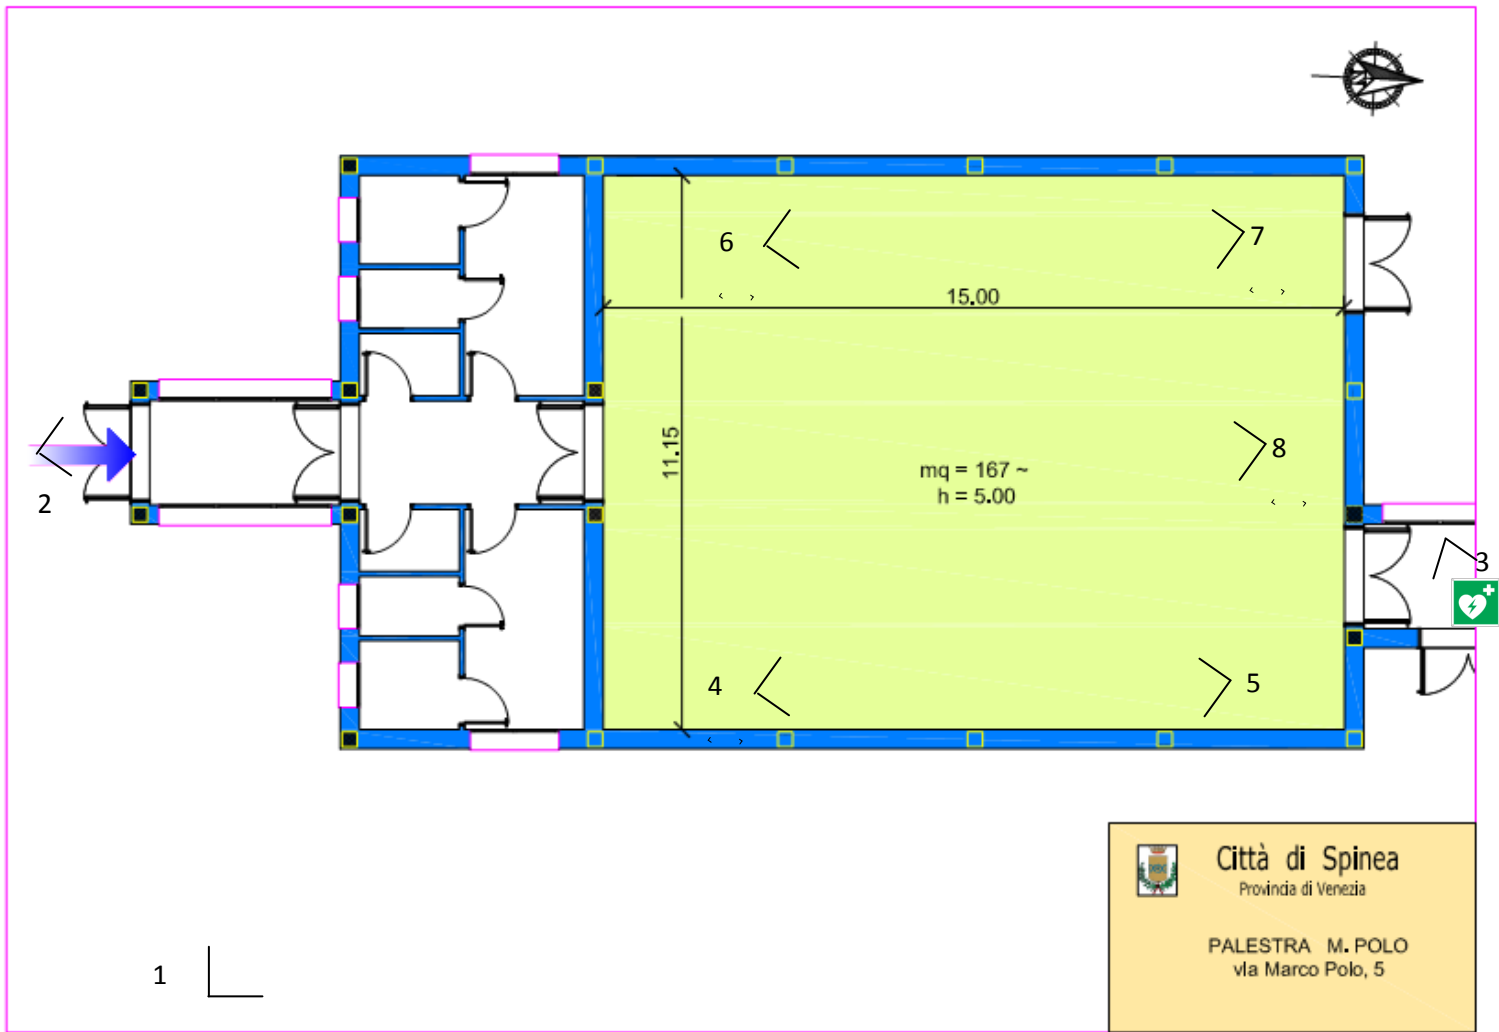 6
7
15.00
11.15
8
mq = 167 ~
h = 5.00
2
3
4
5
Città di Spinea
Provincia di Venezia
PALESTRA M. POLO
via Marco Polo, 5
1